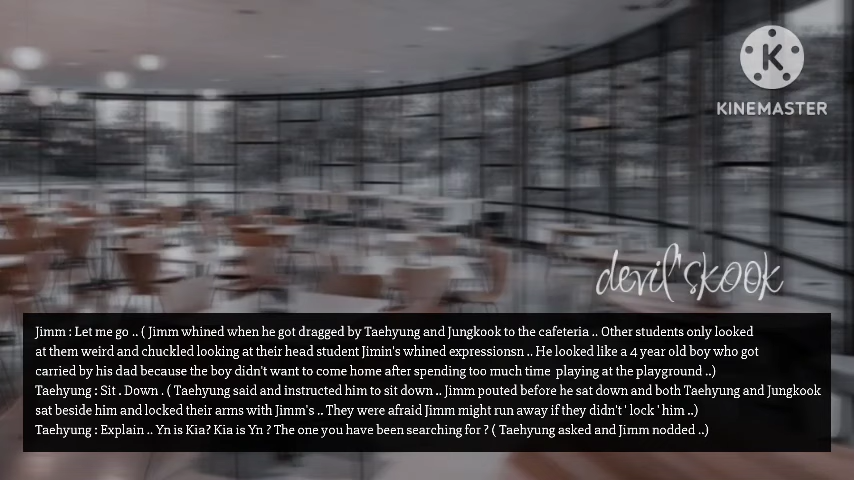 KINEMASTER
devil'skook
Jimm : Let me go .. ( Jimm whined when he got dragged by Taehyung and Jungkook to the cafeteria .. Other students only looked
at them weird and chuckled looking at their head student Jimin's whined expressionsn .. He looked like a 4 year old boy who got
carried by his dad because the boy didn't want to come home after spending too much time playing at the playground ..)
Taehyung : Sit . Down . ( Taehyung said and instructed him to sit down .. Jimm pouted before he sat down and both Taehyung and Jungkook
sat beside him and locked their arms with Jimm's .. They were afraid Jimm might run away if they didn't ' lock ' him ..)
Taehyung : Explain .. Yn is Kia? Kia is Yn ? The one you have been searching for ? ( Taehyung asked and Jimm nodded ..)